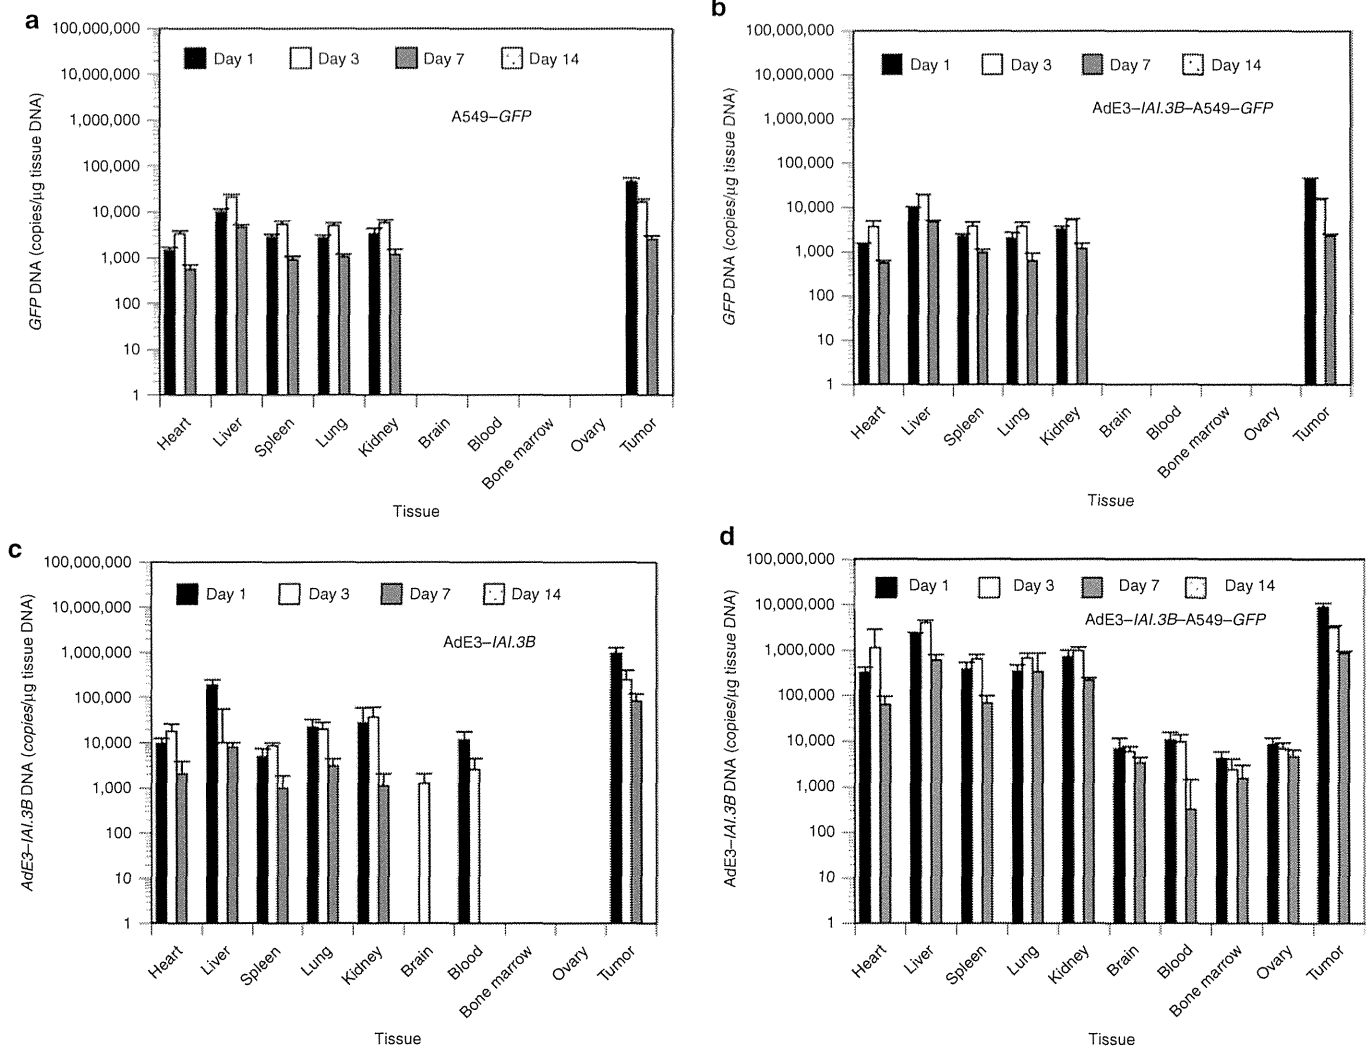 a
100,000,000
10,000,000
1,000,000
100,000
10,000
1,000
100
10
1
GFP DNA (copies/µg tissue DNA)
Day 1 Day 3 Day 7 Day 14
A549–GFP
Heart Liver Spleen Lung Kidney Brain Blood Bone marrow Ovary Tumor
Tissue
b
100,000,000
10,000,000
1,000,000
100,000
10,000
1,000
100
10
1
GFP DNA (copies/µg tissue DNA)
Day 1 Day 3 Day 7 Day 14
AdE3–IAI.3B–A549–GFP
Heart Liver Spleen Lung Kidney Brain Blood Bone marrow Ovary Tumor
Tissue
c
100,000,000
10,000,000
1,000,000
100,000
10,000
1,000
100
10
1
AdE3–IAI.3B DNA (copies/µg tissue DNA)
Day 1 Day 3 Day 7 Day 14
AdE3–IAI.3B
Heart Liver Spleen Lung Kidney Brain Blood Bone marrow Ovary Tumor
Tissue
d
100,000,000
10,000,000
1,000,000
100,000
10,000
1,000
100
10
1
AdE3–IAI.3B DNA (copies/µg tissue DNA)
Day 1 Day 3 Day 7 Day 14
AdE3–IAI.3B–A549–GFP
Heart Liver Spleen Lung Kidney Brain Blood Bone marrow Ovary Tumor
Tissue